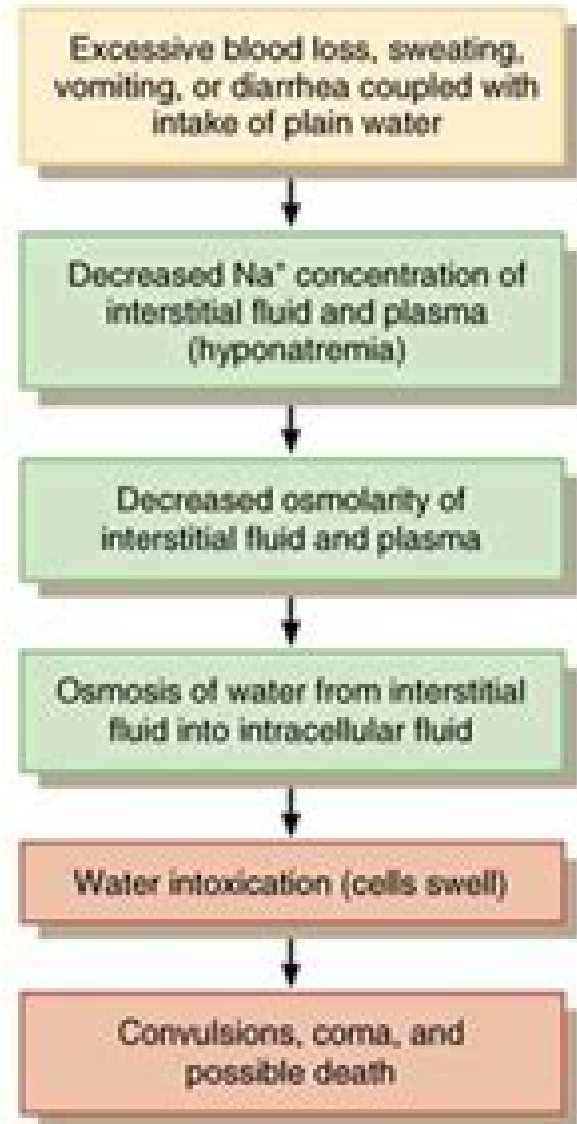 Excessive blood loss, sweating,
vomiting, or diarrhea coupled with
intake of plain water
Decreased Na⁺ concentration of
interstitial fluid and plasma
(hyponatremia)
Decreased osmolarity of
interstitial fluid and plasma
Osmosis of water from interstitial
fluid into intracellular fluid
Water intoxication (cells swell)
Convulsions, coma, and
possible death